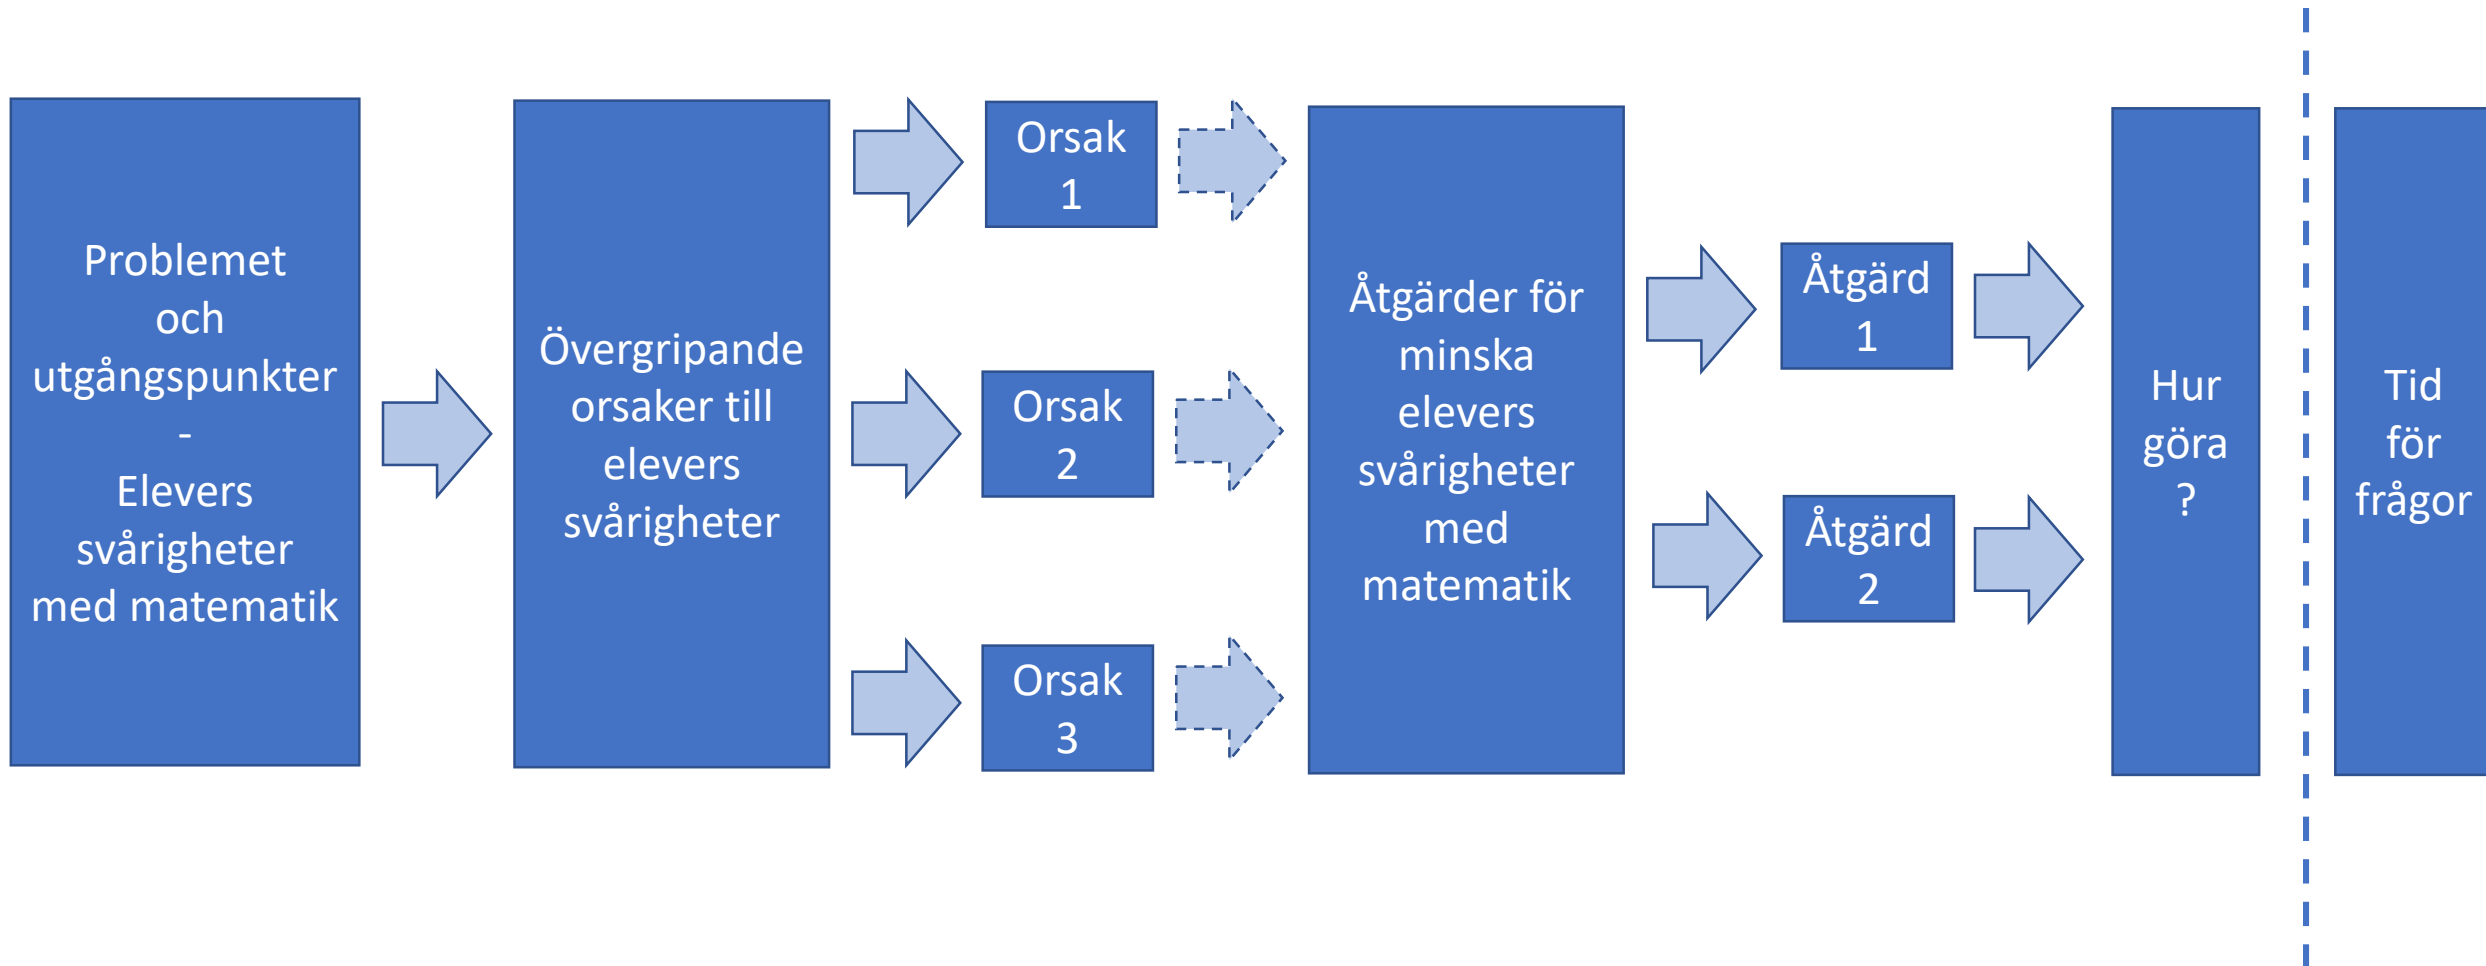 Problemet
och
utgångspunkter
-
Elevers
svårigheter
med matematik
Övergripande
orsaker till
elevers
svårigheter
Orsak
1
Orsak
2
Orsak
3
Åtgärder för
minska
elevers
svårigheter
med
matematik
Åtgärd
1
Åtgärd
2
Hur
göra
?
Tid
för
frågor